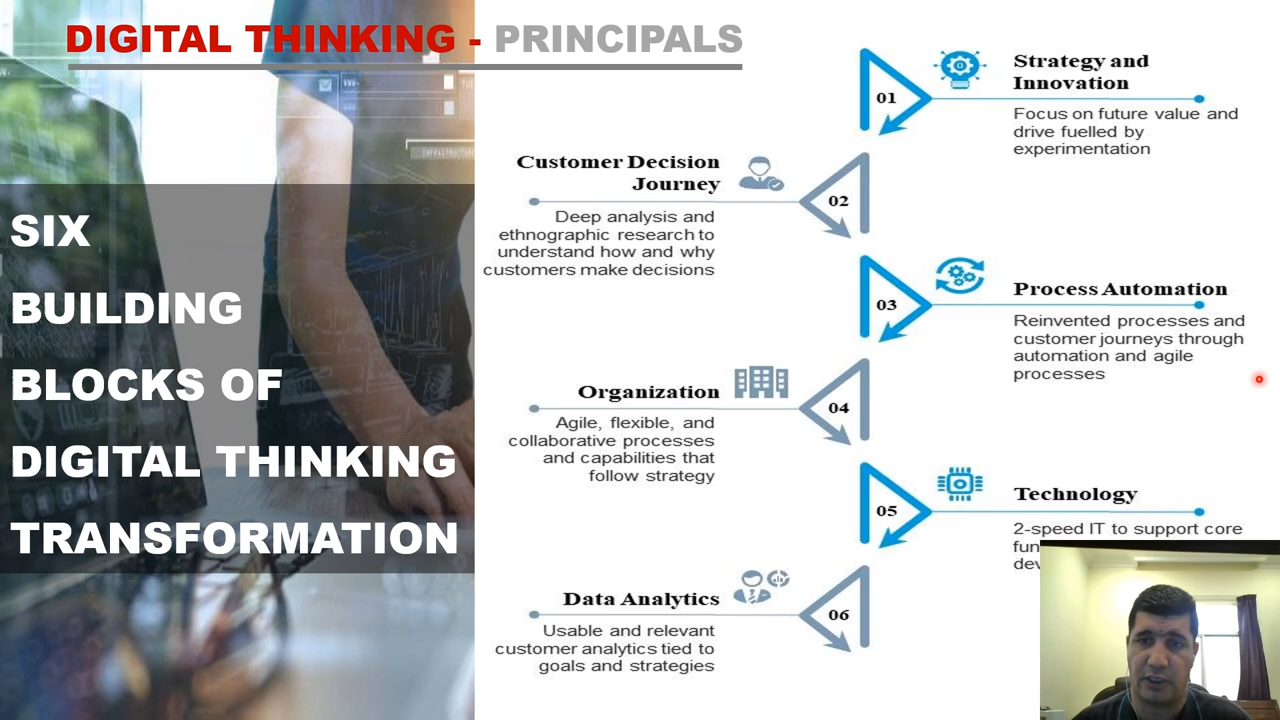 DIGITAL THINKING - PRINCIPALS
SIX
BUILDING
BLOCKS OF
DIGITAL THINKING
TRANSFORMATION
01
Strategy and
Innovation
Focus on future value and
drive fuelled by
experimentation
Customer Decision
Journey
02
Deep analysis and
ethnographic research to
understand how and why
customers make decisions
03
Process Automation
Reinvented processes and
customer journeys through
automation and agile
processes
Organization
04
Agile, flexible, and
collaborative processes
and capabilities that
follow strategy
05
Technology
2-speed IT to support core
Data Analytics
06
Usable and relevant
customer analytics tied to
goals and strategies